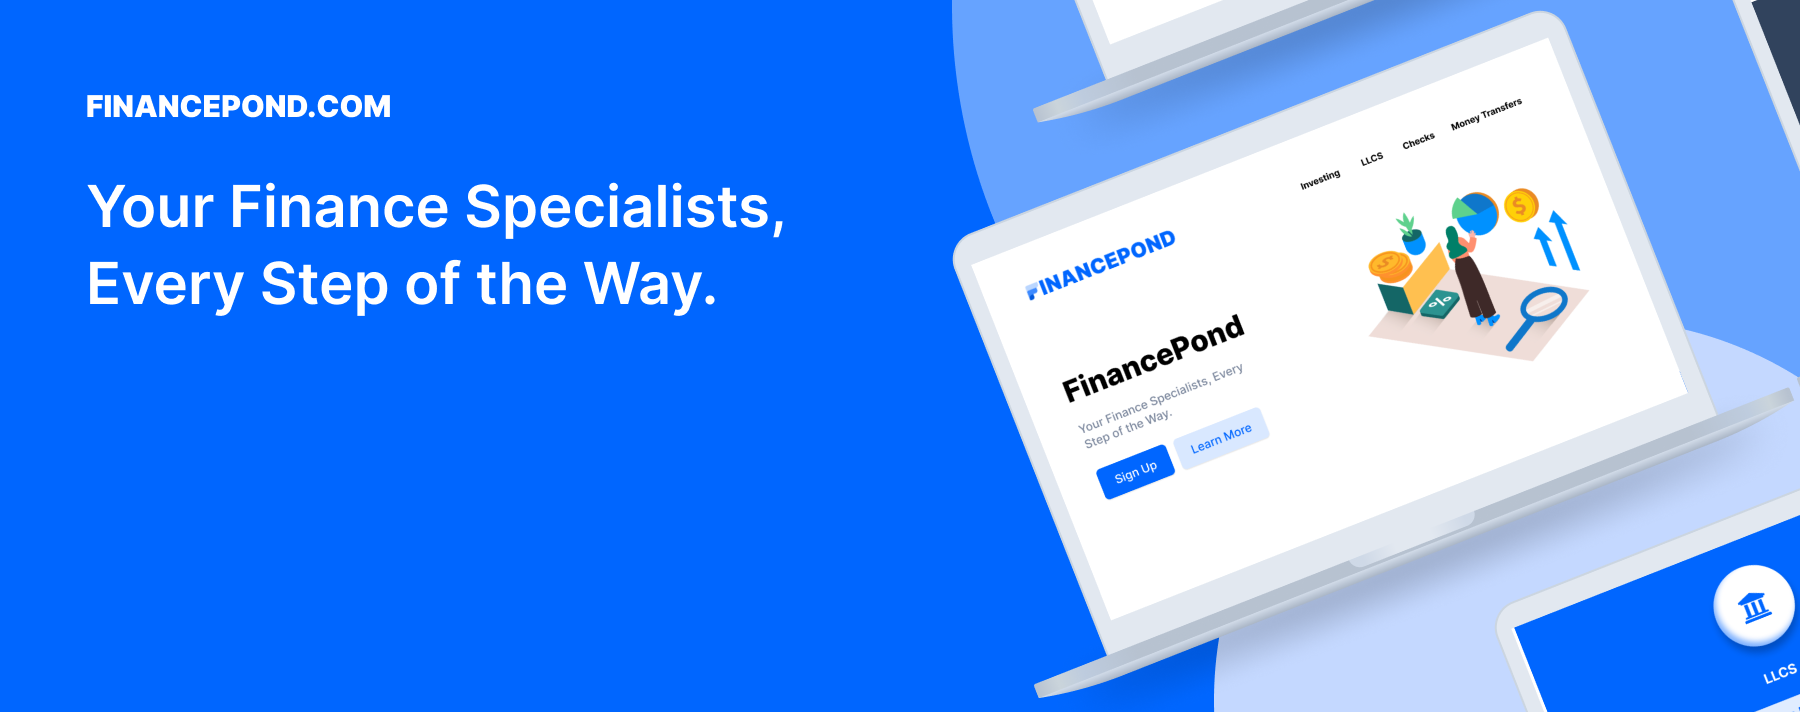 FINANCEPOND.COM
Your Finance Specialists,
Every Step of the Way.
Investing
LLCS
Checks
Money Transfers
FINANCEPOND
FinancePond
Your Finance Specialists, Every
Step of the Way.
Sign Up
Learn More
LLCS